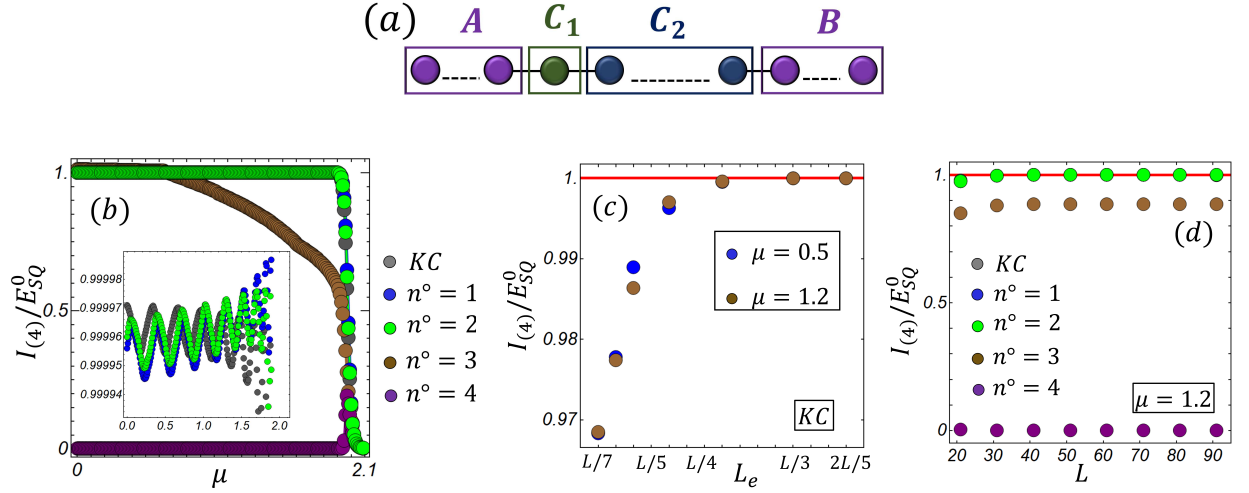 (a) A C₁ C₂ B
(b)
I₍₄₎/E⁰_SQ
1.
0.5
0
0 μ 2.1
0.99998
0.99997
0.99996
0.99995
0.99994
0.0 0.5 1.0 1.5 2.0
KC
n° = 1
n° = 2
n° = 3
n° = 4
(c)
I₍₄₎/E⁰_SQ
1.
0.99
0.98
0.97
μ = 0.5
μ = 1.2
KC
L/7 L/5 L/4 L/3 2L/5
Lₑ
(d)
I₍₄₎/E⁰_SQ
1.
0.5
0
KC
n° = 1
n° = 2
n° = 3
n° = 4
μ = 1.2
20 30 40 50 60 70 80 90
L